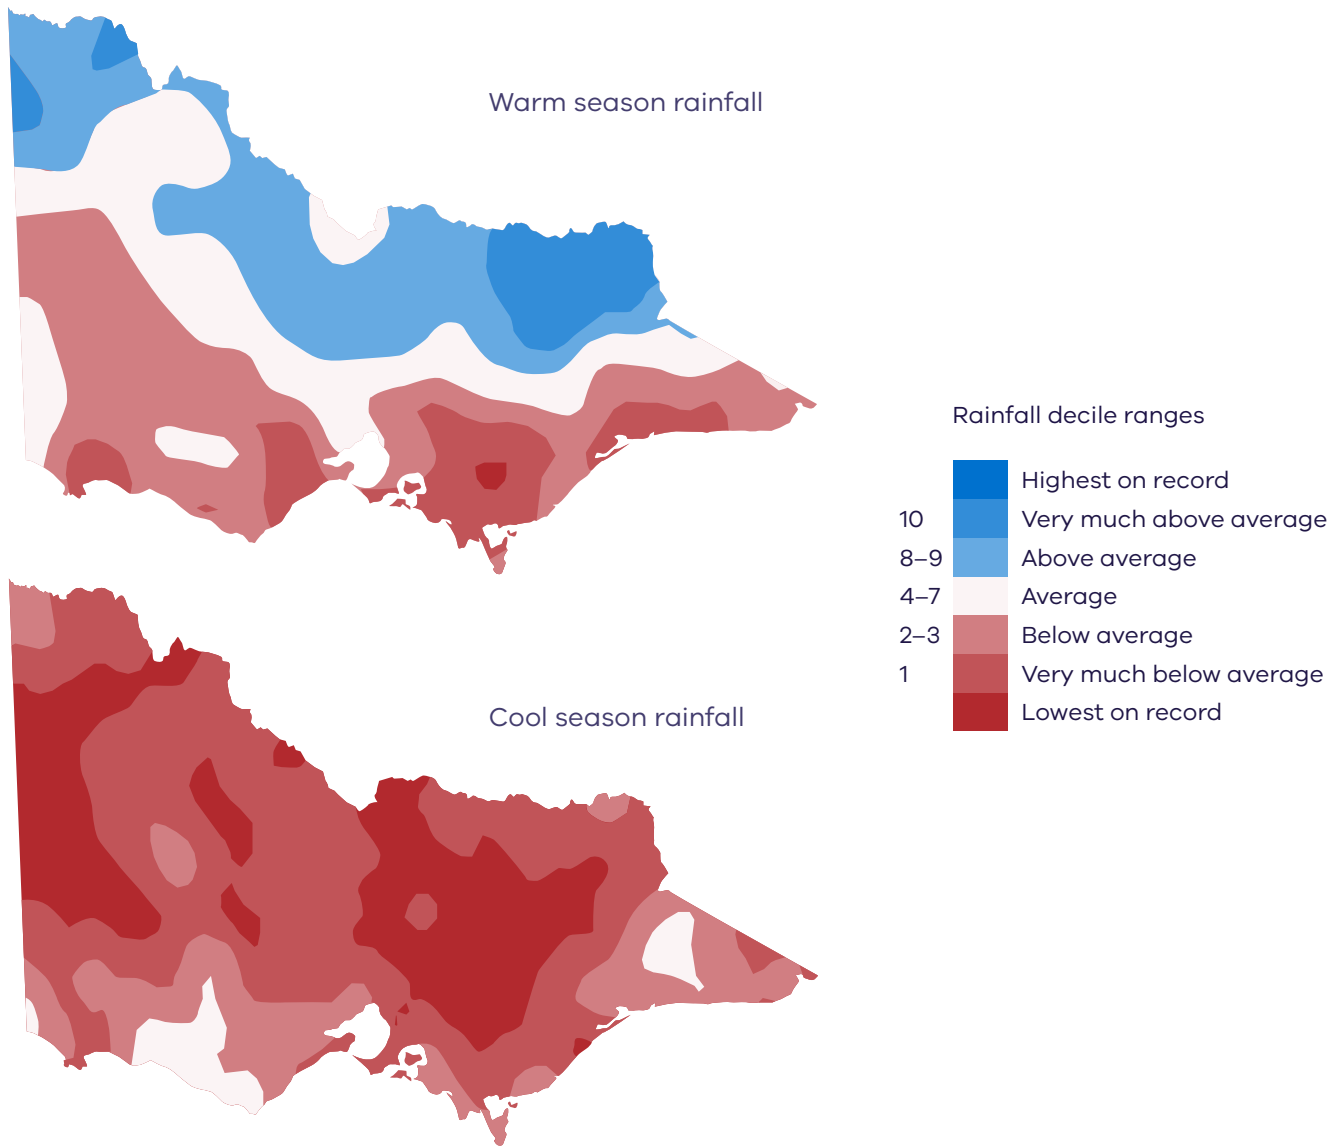 Warm season rainfall
Cool season rainfall
Rainfall decile ranges
Highest on record
10 Very much above average
8–9 Above average
4–7 Average
2–3 Below average
1 Very much below average
Lowest on record